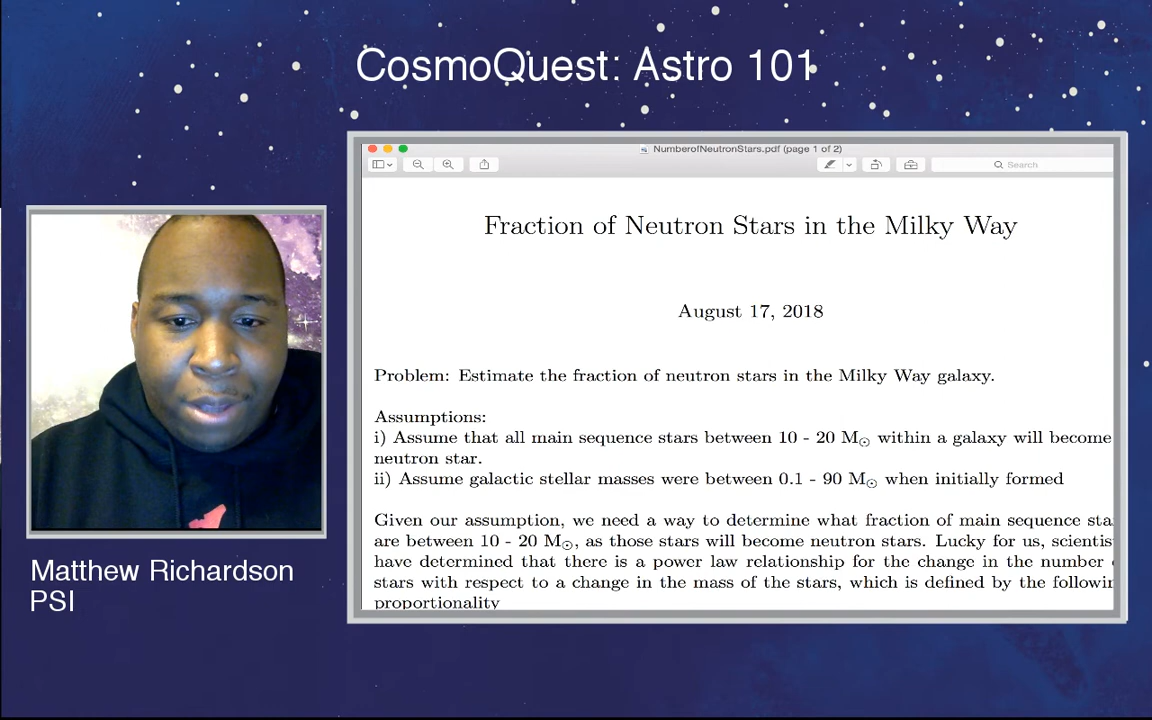 CosmoQuest: Astro 101
NumberofNeutronStars.pdf (page 1 of 2)
Search
Fraction of Neutron Stars in the Milky Way
August 17, 2018
Problem: Estimate the fraction of neutron stars in the Milky Way galaxy.
Assumptions:
i) Assume that all main sequence stars between 10 - 20 M☉ within a galaxy will become
neutron star.
ii) Assume galactic stellar masses were between 0.1 - 90 M☉ when initially formed
Given our assumption, we need a way to determine what fraction of main sequence sta
are between 10 - 20 M☉, as those stars will become neutron stars. Lucky for us, scientis
have determined that there is a power law relationship for the change in the number
stars with respect to a change in the mass of the stars, which is defined by the followin
proportionality
Matthew Richardson
PSI